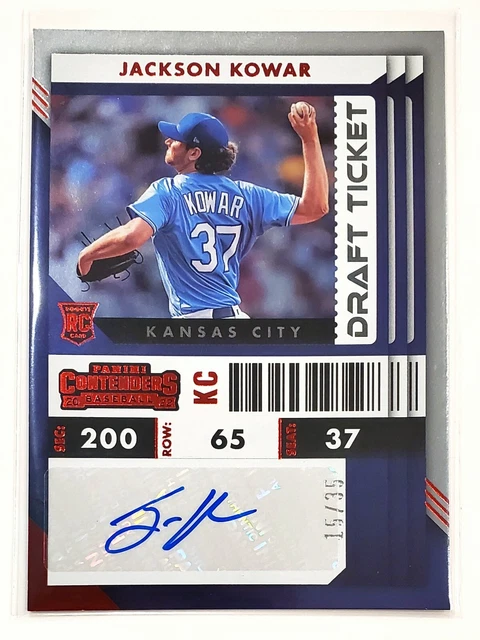 JACKSON KOWAR
KOWAR
37
DRAFT TICKET
RC
CARD
KANSAS CITY
PANINI
CONTENDERS
BASEBALL
KC
SEC: 200 ROW: 65 SEAT: 37
15/35